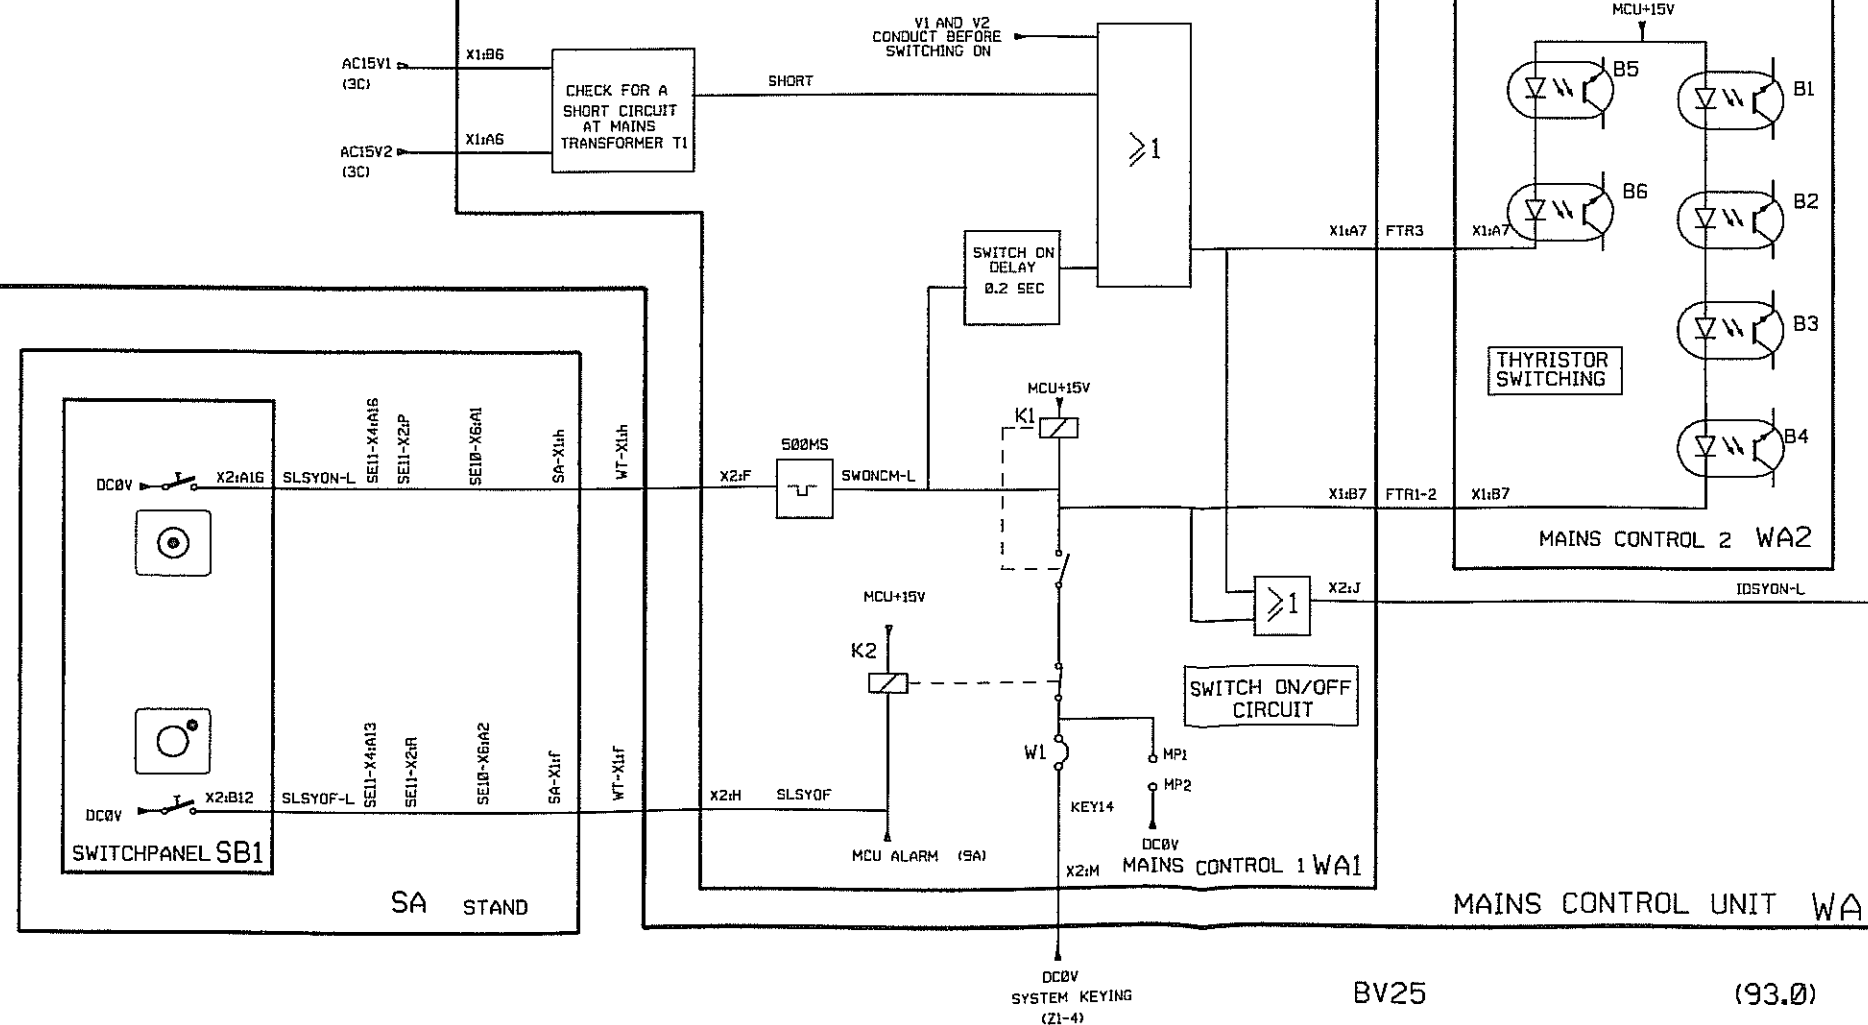 MCU+15V
V1 AND V2
CONDUCT BEFORE
SWITCHING ON
AC15V1
(3C)
X1:B6
CHECK FOR A
SHORT CIRCUIT
AT MAINS
TRANSFORMER T1
SHORT
AC15V2
(3C)
X1:A6
≥1
B5
B1
B6
B2
B3
B4
X1:A7
FTR3
X1:A7
SWITCH ON
DELAY
0.2 SEC
THYRISTOR
SWITCHING
MCU+15V
K1
500MS
DC0V
X2:A16
SLSYON-L
SE11-X4:A16
SE11-X2:P
SE10-X6:A1
SA-X1:h
WT-X1:h
X2:F
SWONCM-L
X1:B7
FTR1-2
X1:B7
MAINS CONTROL 2 WA2
MCU+15V
K2
≥1
X2:J
IDSYON-L
SWITCH ON/OFF
CIRCUIT
W1
MP1
MP2
DC0V
KEY14
DC0V
X2:B12
SLSYOF-L
SE11-X4:A13
SE11-X2:R
SE10-X6:A2
SA-X1:f
WT-X1:f
X2:H
SLSYOF
MCU ALARM (9A)
X2:M
MAINS CONTROL 1 WA1
SWITCHPANEL SB1
SA STAND
MAINS CONTROL UNIT WA
DC0V
SYSTEM KEYING
(Z1-4)
BV25
(93.0)